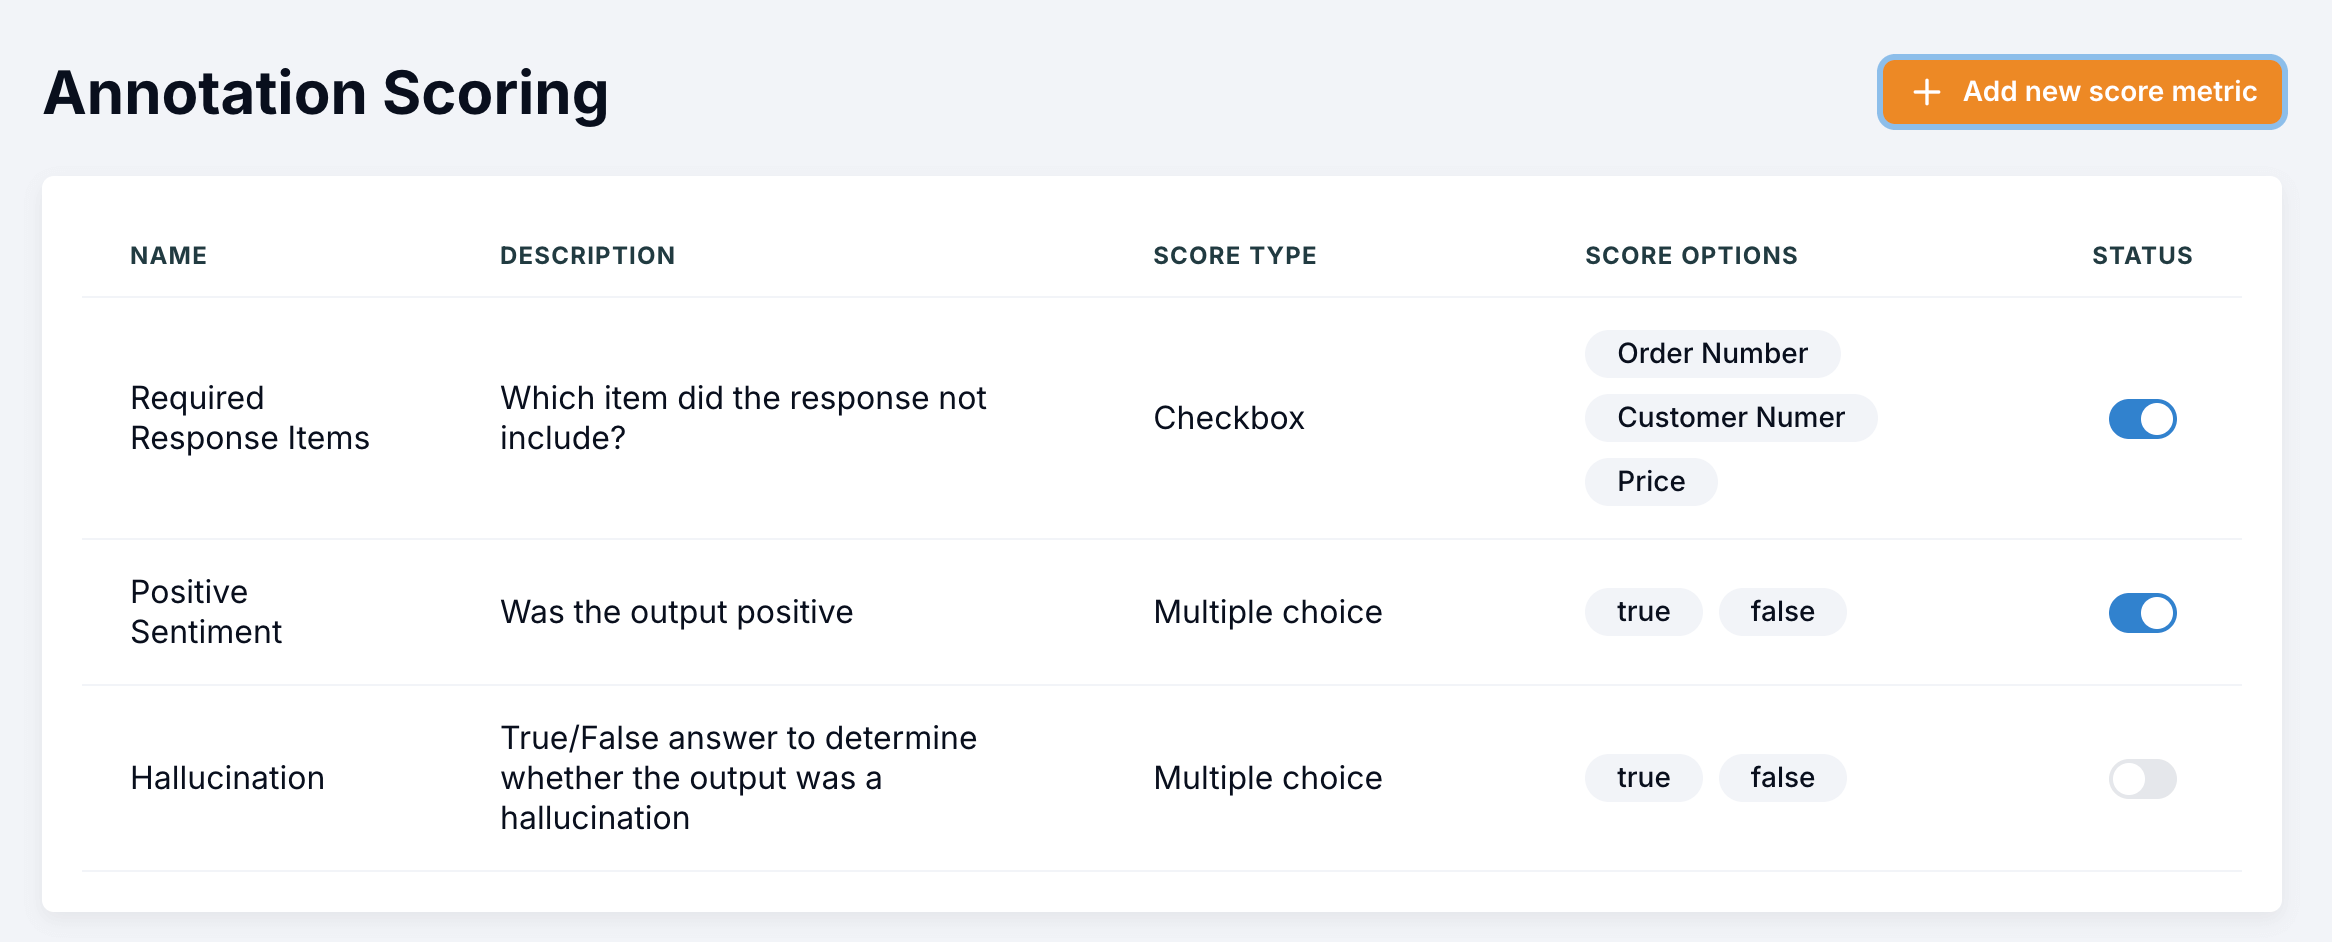 Annotation Scoring
Add new score metric
NAME DESCRIPTION SCORE TYPE SCORE OPTIONS STATUS
Required
Response Items
Which item did the response not
include?
Checkbox
Order Number
Customer Numer
Price
Positive
Sentiment
Was the output positive
Multiple choice
true false
Hallucination
True/False answer to determine
whether the output was a
hallucination
Multiple choice
true false